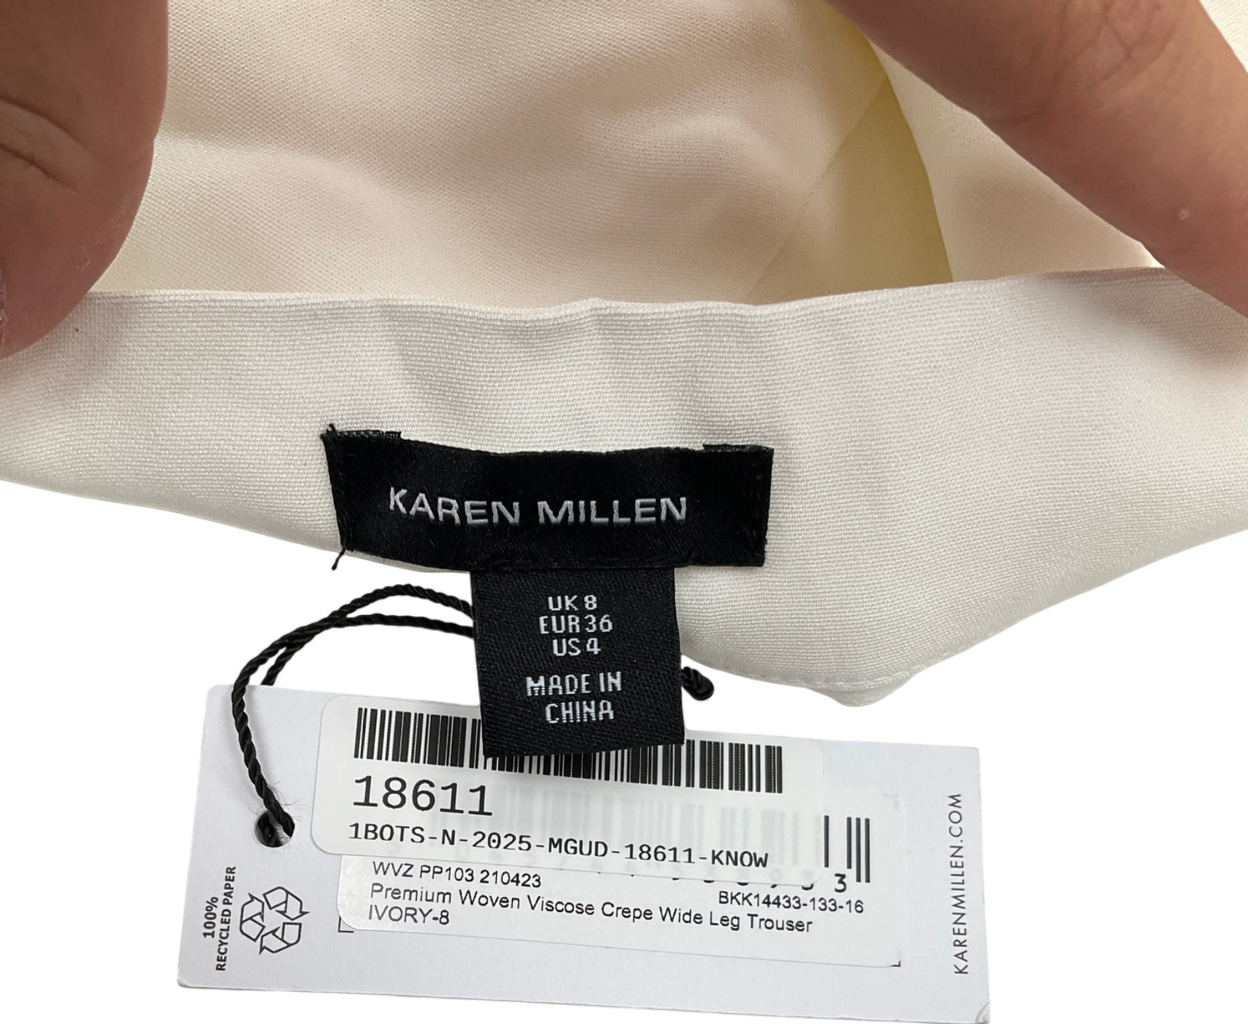 KAREN MILLEN
UK 8
EUR 36
US 4
MADE IN
CHINA
18611
1BOTS-N-2025-MGUD-18611-KNOW
WVZ PP103 210423
BKK14433-133-16
Premium Woven Viscose Crepe Wide Leg Trouser
IVORY-8
100%
RECYCLED PAPER
KARENMILLEN.COM